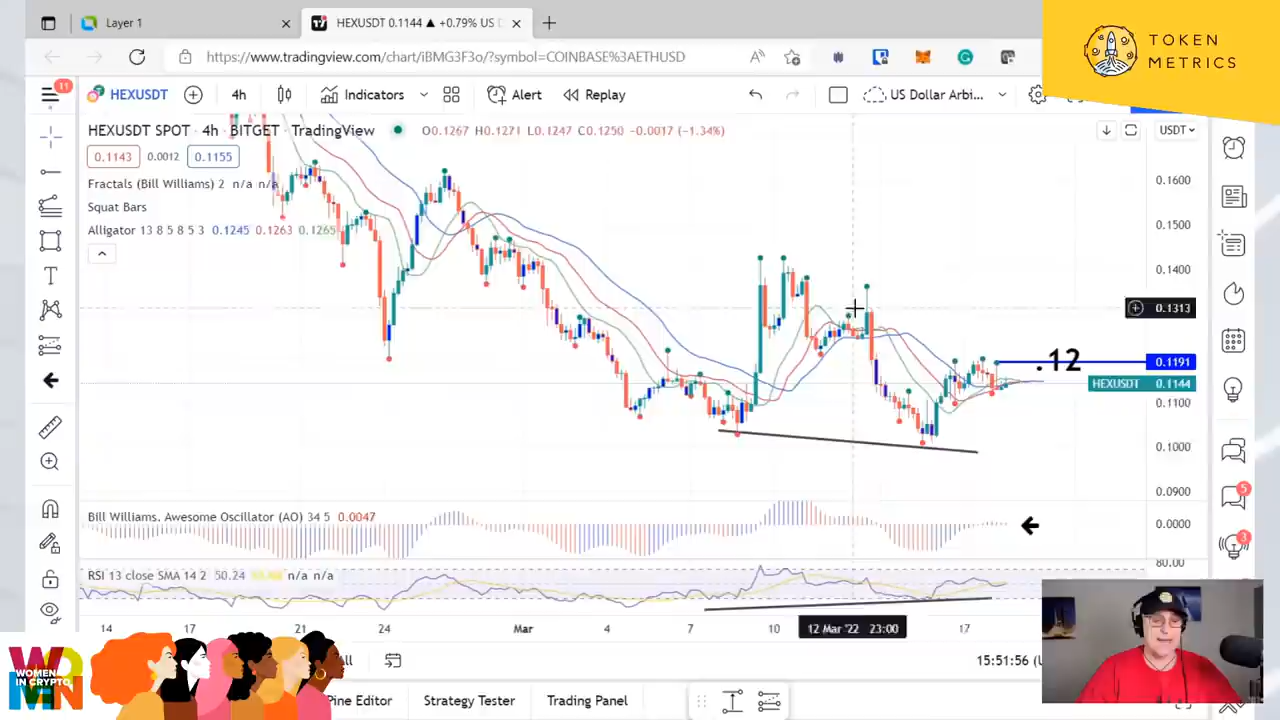 Layer 1
HEXUSDT 0.1144 ▲ +0.79% US D
TOKEN
METRICS
https://www.tradingview.com/chart/iBMG3F3o/?symbol=COINBASE%3AETHUSD
11
HEXUSDT
4h
Indicators
Alert
Replay
US Dollar Arbi...
HEXUSDT SPOT · 4h · BITGET · TradingView
O0.1267 H0.1271 L0.1247 C0.1250 -0.0017 (-1.34%)
USDT
0.1143
0.0012
0.1155
Fractals (Bill Williams) 2 n/a n/a
Squat Bars
Alligator 13 8 5 8 5 3 0.1245 0.1263 0.1265
0.1600
0.1500
0.1400
0.1313
.12
0.1191
HEXUSDT 0.1144
0.1100
0.1000
0.0900
Bill Williams. Awesome Oscillator (AO) 34 5 0.0047
0.0000
5
3
80.00
RSI 13 close SMA 14 2 50.24 n/a n/a
14
17
21
24
Mar
4
7
10
12 Mar '22 23:00
17
15:51:56 (U
WOMEN
IN CRYPTO
Pine Editor
Strategy Tester
Trading Panel